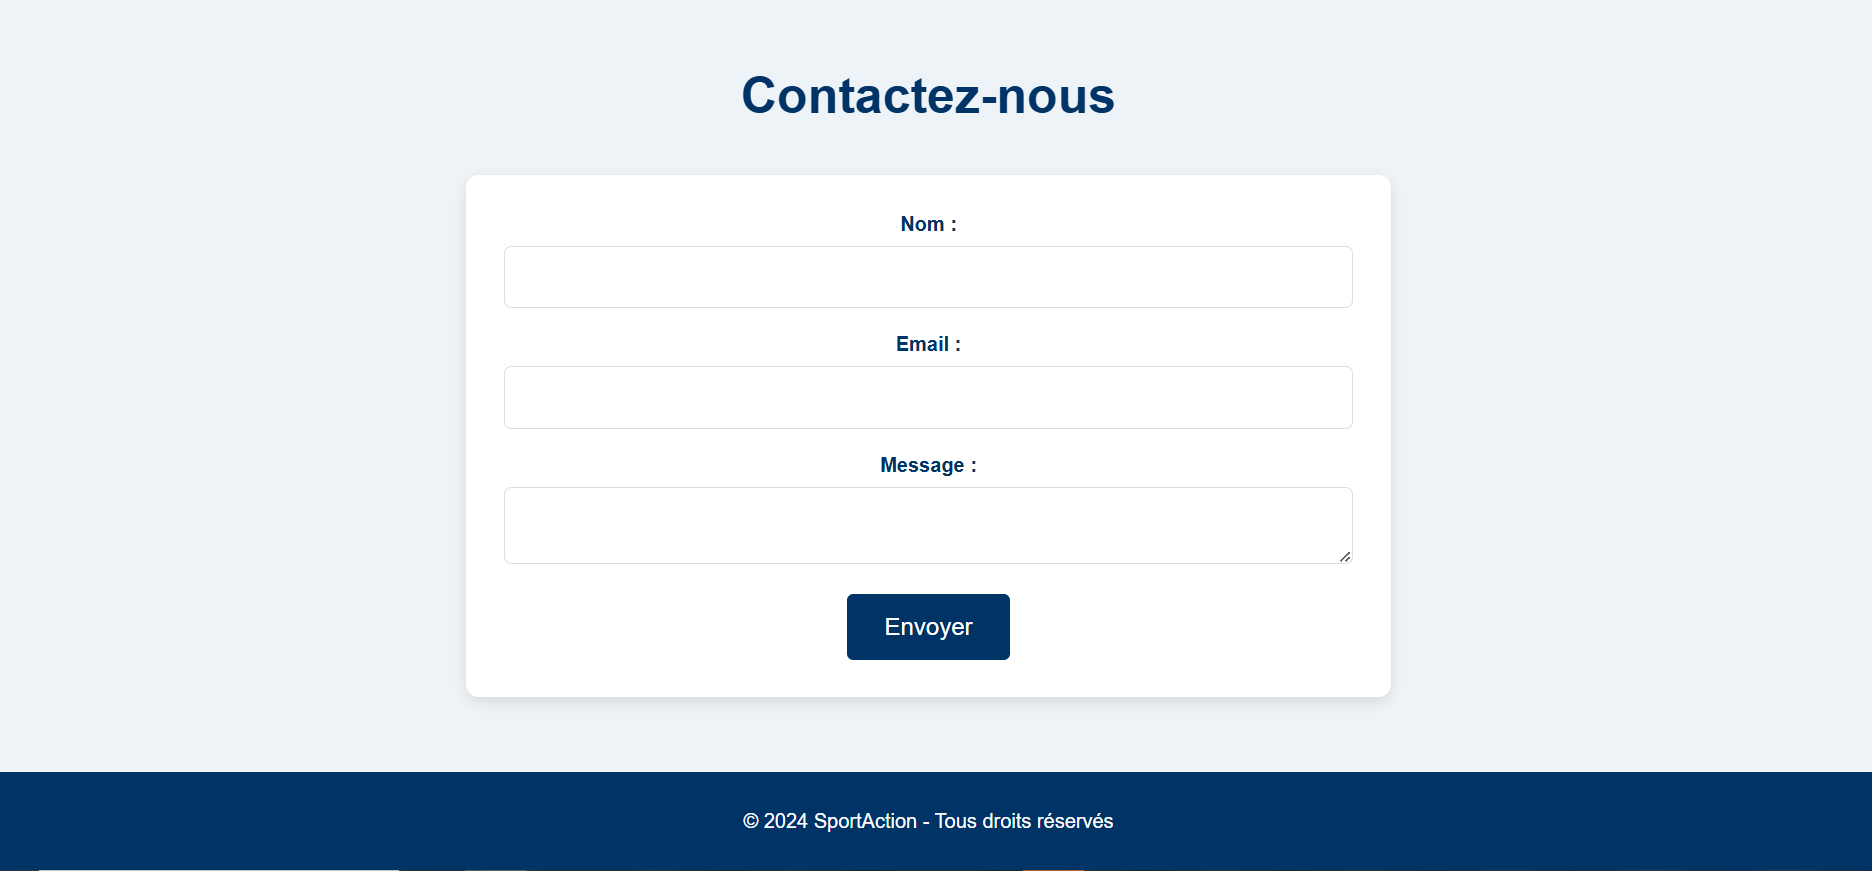 Contactez-nous
Nom :
Email :
Message :
Envoyer
© 2024 SportAction - Tous droits réservés